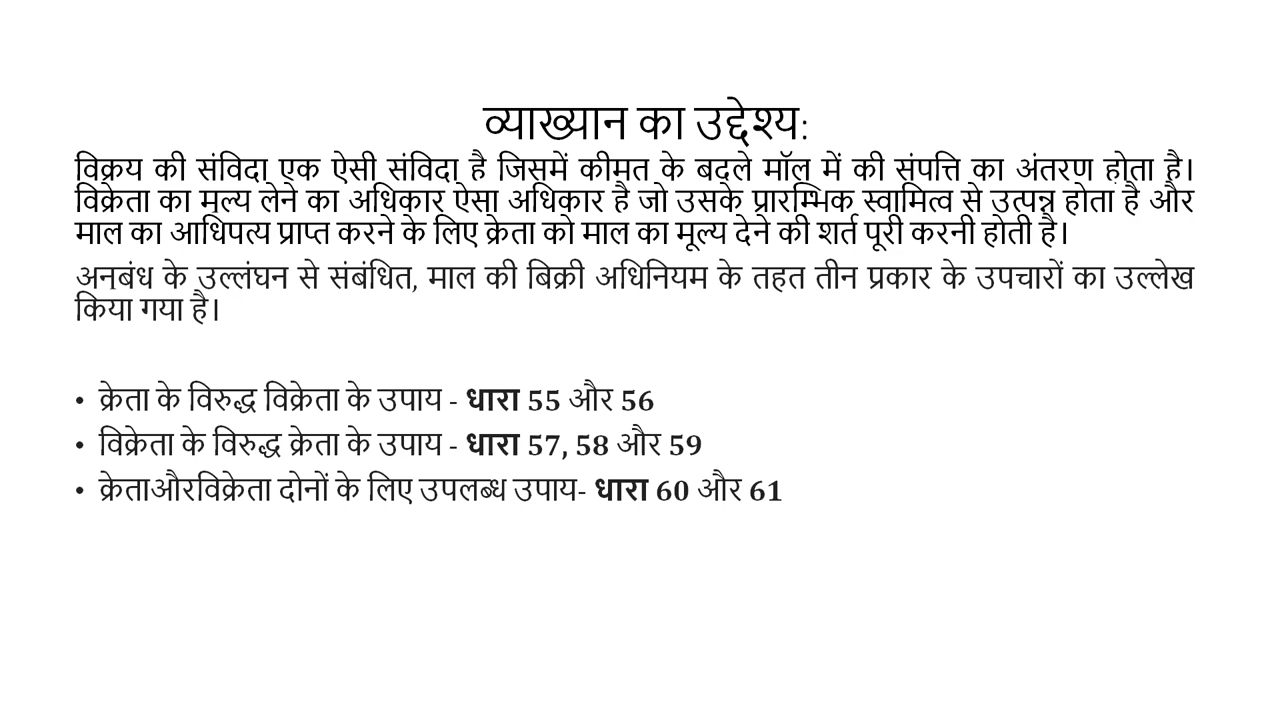 व्याख्यान का उद्देश्य:
विक्रय की संविदा एक ऐसी संविदा है जिसमें कीमत के बदले मॉल में की संपत्ति का अंतरण होता है।
विक्रेता का मूल्य लेने का अधिकार ऐसा अधिकार है जो उसके प्रारम्भिक स्वामित्व से उत्पन्न होता है और
माल का आधिपत्य प्राप्त करने के लिए क्रेता को माल का मूल्य देने की शर्त पूरी करनी होती है।
अनुबंध के उल्लंघन से संबंधित, माल की बिक्री अधिनियम के तहत तीन प्रकार के उपचारों का उल्लेख
किया गया है।
• क्रेता के विरुद्ध विक्रेता के उपाय - धारा 55 और 56
• विक्रेता के विरुद्ध क्रेता के उपाय - धारा 57, 58 और 59
• क्रेताऔरविक्रेता दोनों के लिए उपलब्ध उपाय- धारा 60 और 61